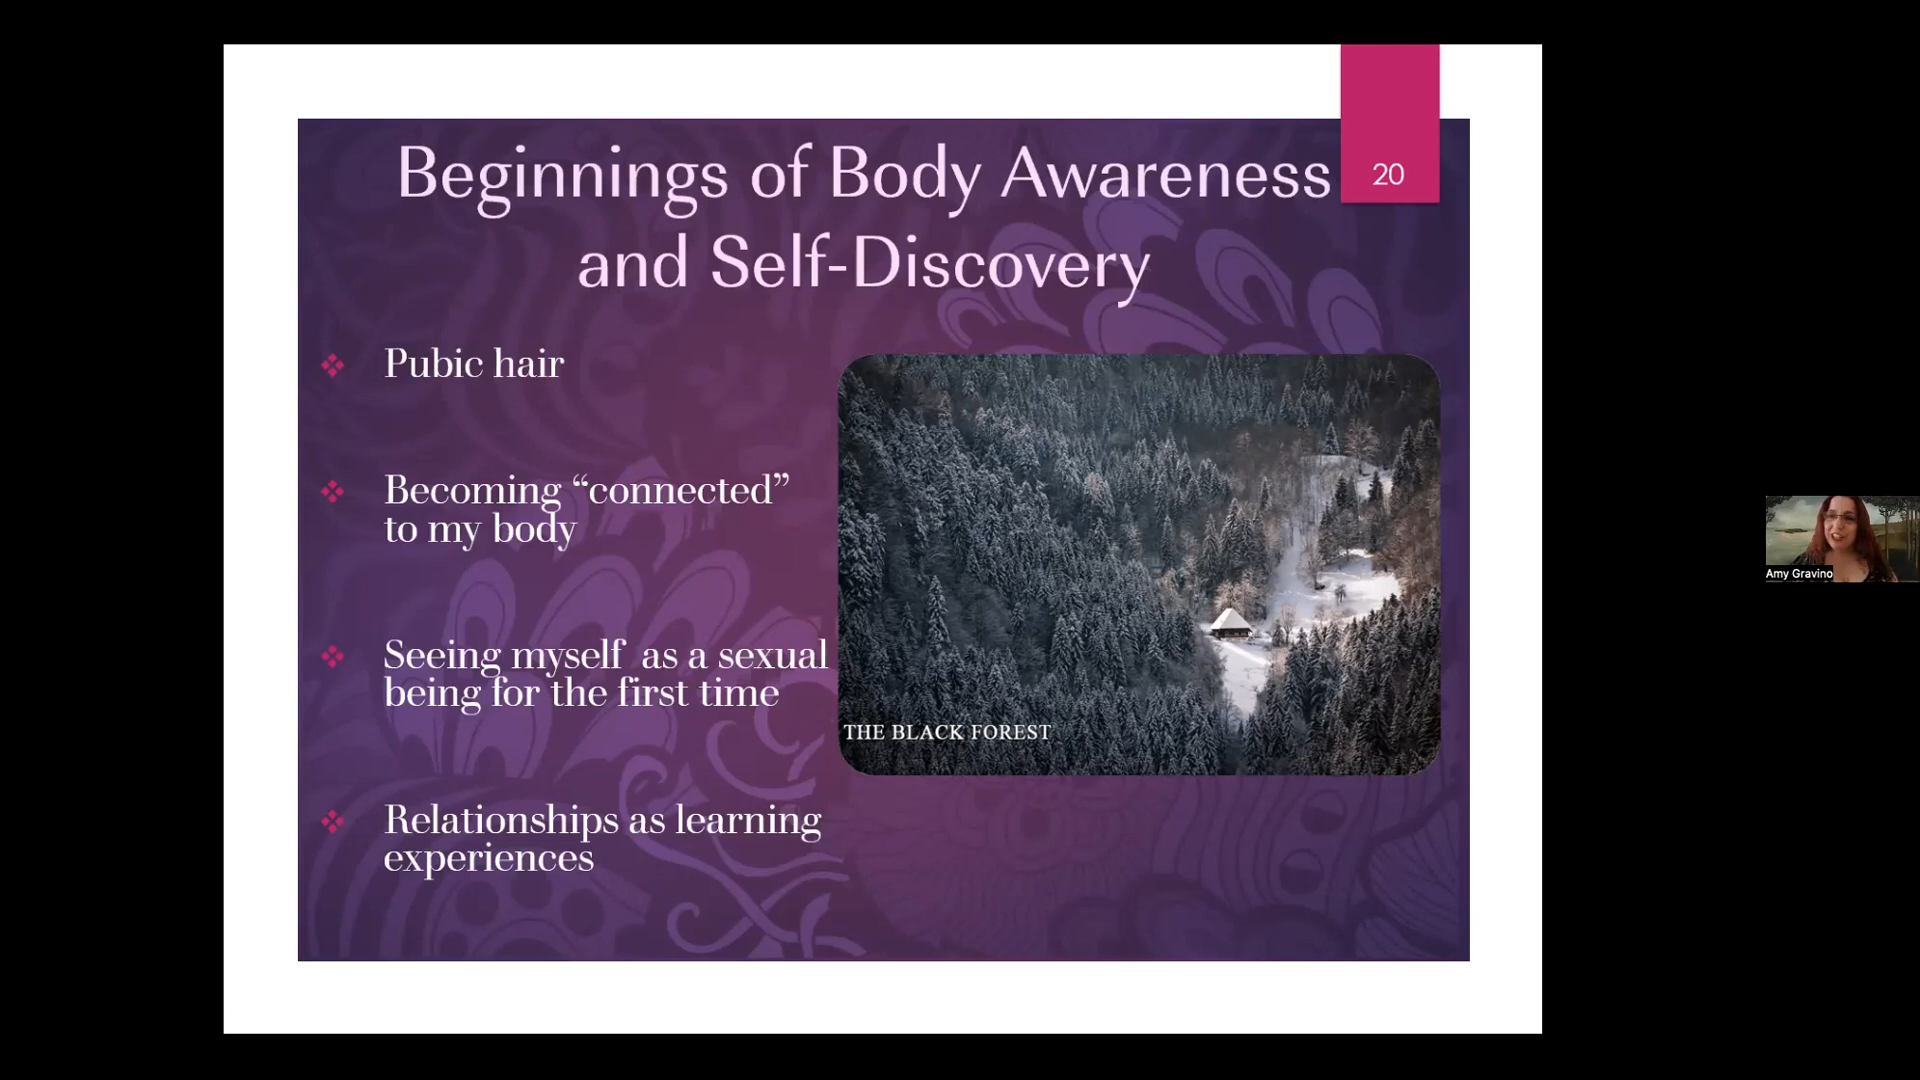 Beginnings of Body Awareness
and Self-Discovery
20
Pubic hair
Becoming “connected”
to my body
Seeing myself as a sexual
being for the first time
Relationships as learning
experiences
THE BLACK FOREST
Amy Gravino